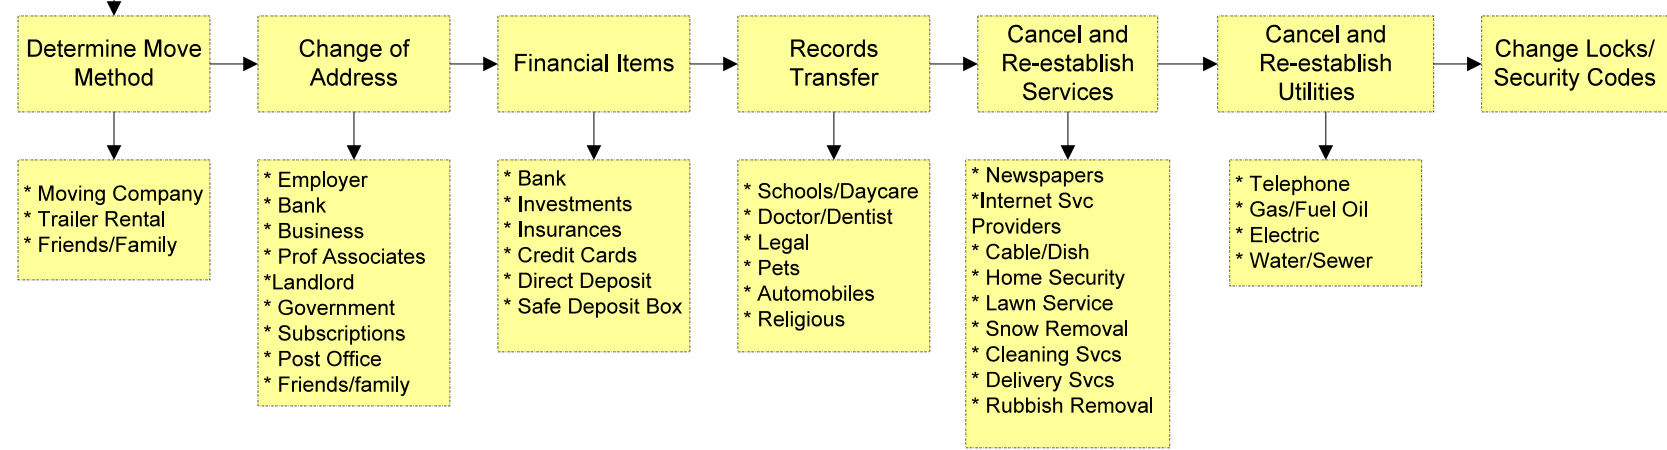 Determine Move
Method
Change of
Address
Financial Items
Records
Transfer
Cancel and
Re-establish
Services
Cancel and
Re-establish
Utilities
Change Locks/
Security Codes
* Moving Company
* Trailer Rental
* Friends/Family
* Employer
* Bank
* Business
* Prof Associates
*Landlord
* Government
* Subscriptions
* Post Office
* Friends/family
* Bank
* Investments
* Insurances
* Credit Cards
* Direct Deposit
* Safe Deposit Box
* Schools/Daycare
* Doctor/Dentist
* Legal
* Pets
* Automobiles
* Religious
* Newspapers
*Internet Svc
Providers
* Cable/Dish
* Home Security
* Lawn Service
* Snow Removal
* Cleaning Svcs
* Delivery Svcs
* Rubbish Removal
* Telephone
* Gas/Fuel Oil
* Electric
* Water/Sewer